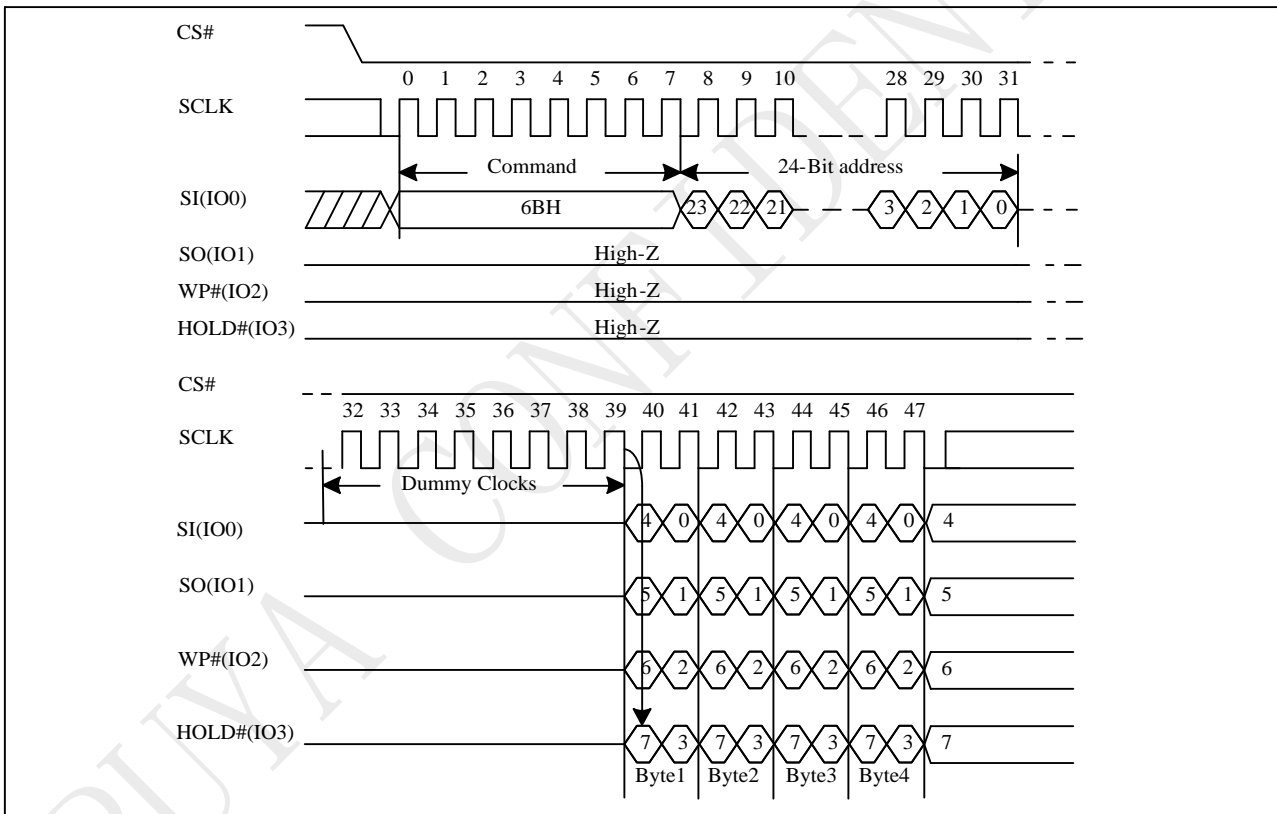 CS#
0 1 2 3 4 5 6 7 8 9 10 28 29 30 31
SCLK
Command 24-Bit address
SI(IO0) 6BH 23 22 21 3 2 1 0
SO(IO1) High-Z
WP#(IO2) High-Z
HOLD#(IO3) High-Z
CS#
32 33 34 35 36 37 38 39 40 41 42 43 44 45 46 47
SCLK
Dummy Clocks
SI(IO0) 4 0 4 0 4 0 4 0 4
SO(IO1) 5 1 5 1 5 1 5 1 5
WP#(IO2) 6 2 6 2 6 2 6 2 6
HOLD#(IO3) 7 3 7 3 7 3 7 3 7
Byte1 Byte2 Byte3 Byte4
PUYA CONFIDEN